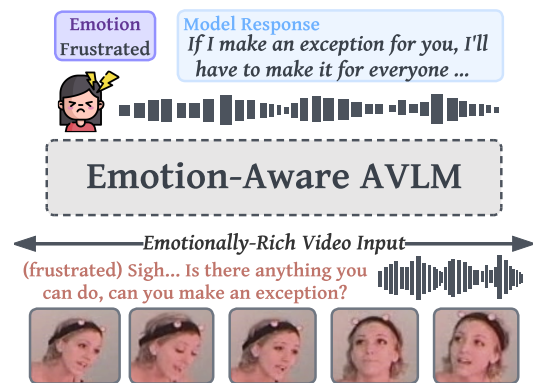 Emotion
Frustrated
Model Response
If I make an exception for you, I'll
have to make it for everyone ...
Emotion-Aware AVLM
Emotionally-Rich Video Input
(frustrated) Sigh... Is there anything you
can do, can you make an exception?